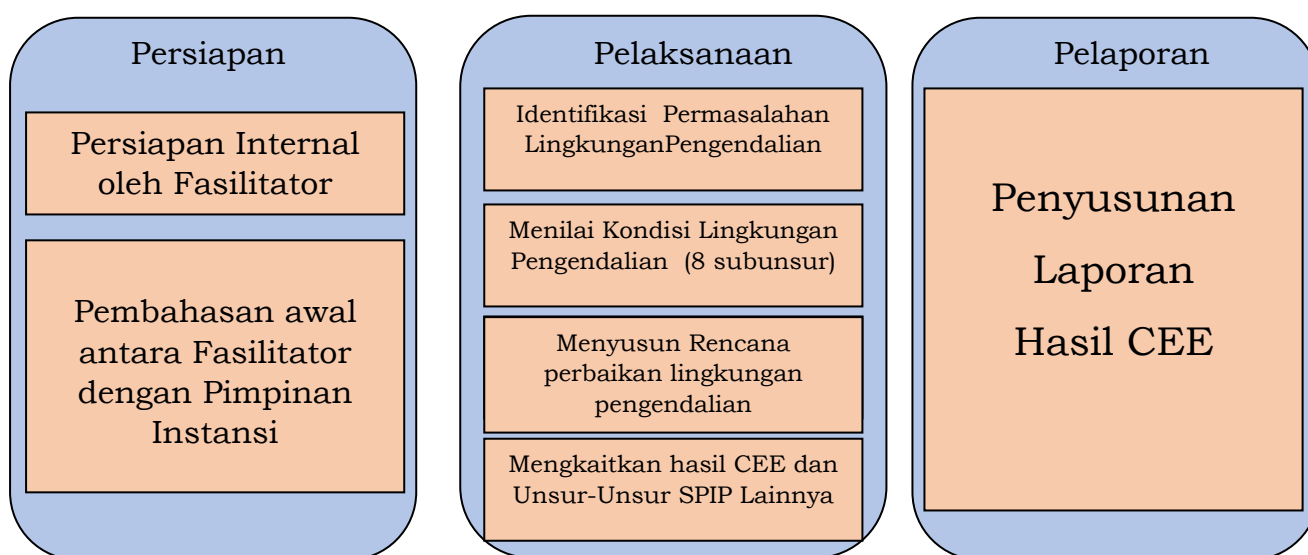 Persiapan
Persiapan Internal
oleh Fasilitator
Pembahasan awal
antara Fasilitator
dengan Pimpinan
Instansi
Pelaksanaan
Identifikasi Permasalahan
LingkunganPengendalian
Menilai Kondisi Lingkungan
Pengendalian (8 subunsur)
Menyusun Rencana
perbaikan lingkungan
pengendalian
Mengkaitkan hasil CEE dan
Unsur-Unsur SPIP Lainnya
Pelaporan
Penyusunan
Laporan
Hasil CEE